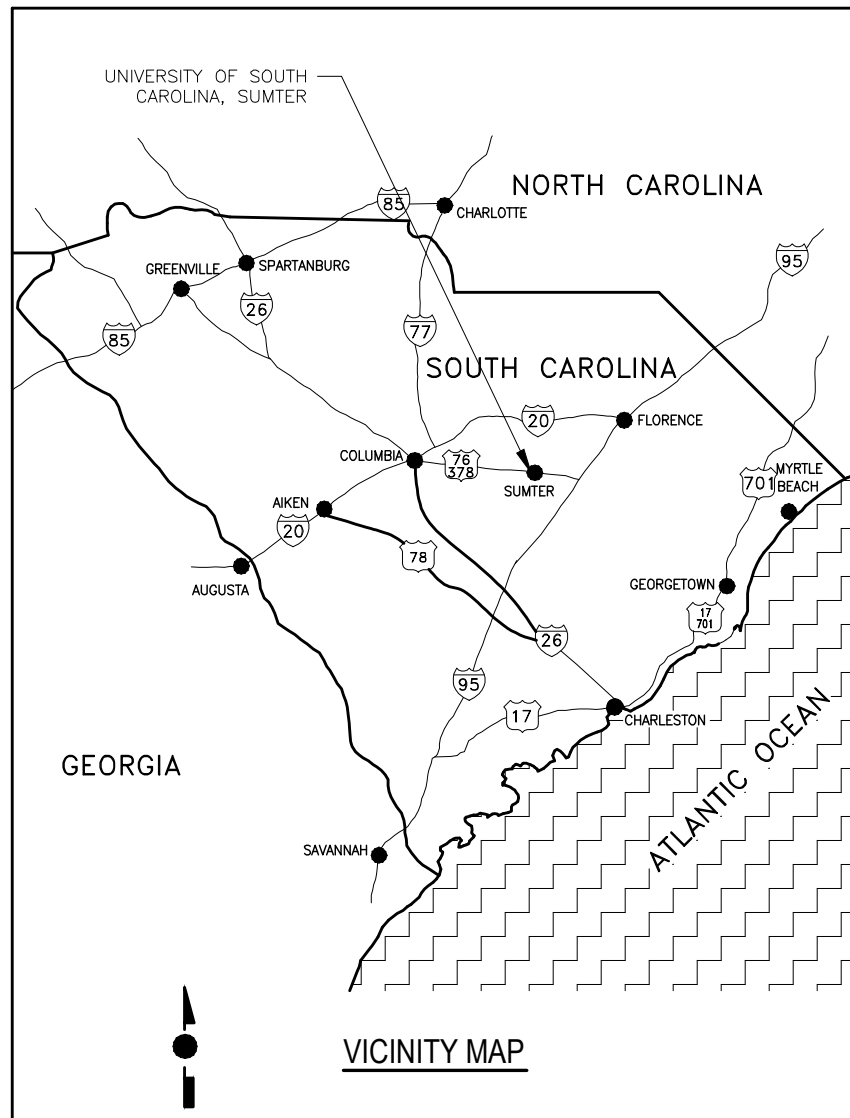 UNIVERSITY OF SOUTH
CAROLINA, SUMTER
NORTH CAROLINA
85
CHARLOTTE
95
SPARTANBURG
GREENVILLE
26
77
85
SOUTH CAROLINA
20
FLORENCE
COLUMBIA
76
378
SUMTER
701
MYRTLE
BEACH
AIKEN
20
78
AUGUSTA
GEORGETOWN
17
701
26
95
17
CHARLESTON
GEORGIA
ATLANTIC OCEAN
SAVANNAH
VICINITY MAP